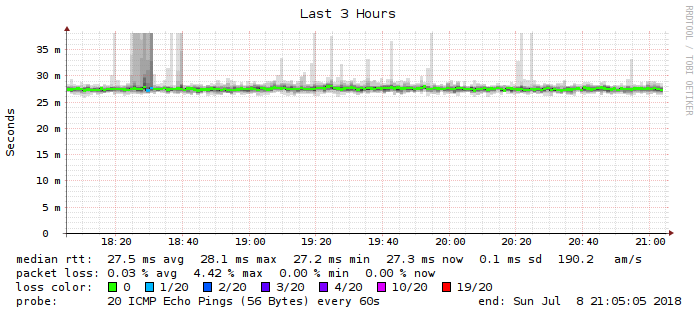 Last 3 Hours
RRDTOOL / TOBI OETIKER
Seconds
35 m
30 m
25 m
20 m
15 m
10 m
5 m
0
18:20 18:40 19:00 19:20 19:40 20:00 20:20 20:40 21:00
median rtt: 27.5 ms avg 28.1 ms max 27.2 ms min 27.3 ms now 0.1 ms sd 190.2 am/s
packet loss: 0.03 % avg 4.42 % max 0.00 % min 0.00 % now
loss color: 0 1/20 2/20 3/20 4/20 10/20 19/20
probe: 20 ICMP Echo Pings (56 Bytes) every 60s end: Sun Jul 8 21:05:05 2018